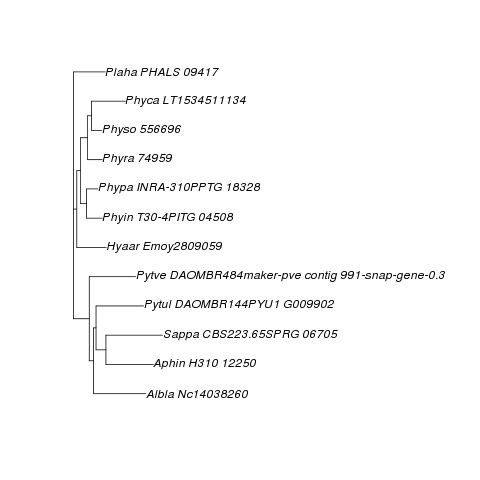 Plaha PHALS 09417
Phyca LT1534511134
Physo 556696
Phyra 74959
Phypa INRA-310PPTG 18328
Phyin T30-4PITG 04508
Hyaar Emoy2809059
Pytve DAOMBR484maker-pve contig 991-snap-gene-0.3
Pytul DAOMBR144PYU1 G009902
Sappa CBS223.65SPRG 06705
Aphin H310 12250
Albla Nc14038260